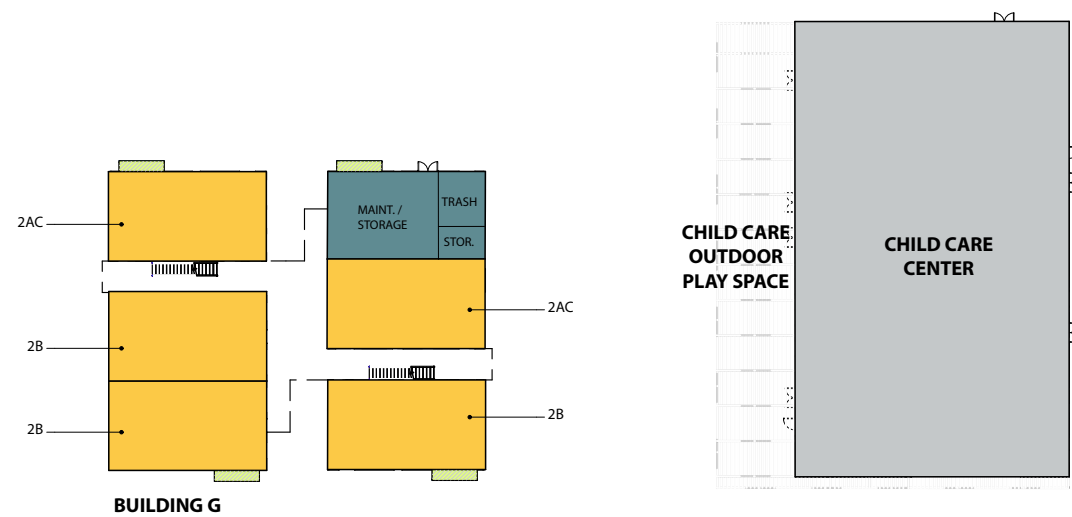 2AC
2B
2B
MAINT. /
STORAGE
TRASH
STOR.
2AC
2B
BUILDING G
CHILD CARE
OUTDOOR
PLAY SPACE
CHILD CARE
CENTER